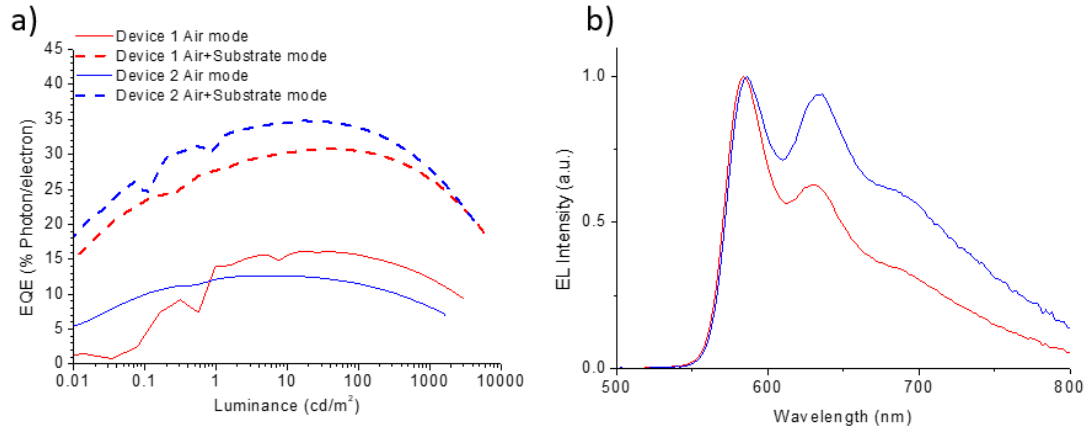 a)
Device 1 Air mode
Device 1 Air+Substrate mode
Device 2 Air mode
Device 2 Air+Substrate mode
45
40
35
30
25
20
15
10
5
0
EQE (% Photon/electron)
0.01 0.1 1 10 100 1000 10000
Luminance (cd/m²)
b)
1.0
0.5
0.0
EL Intensity (a.u.)
500 600 700 800
Wavelength (nm)